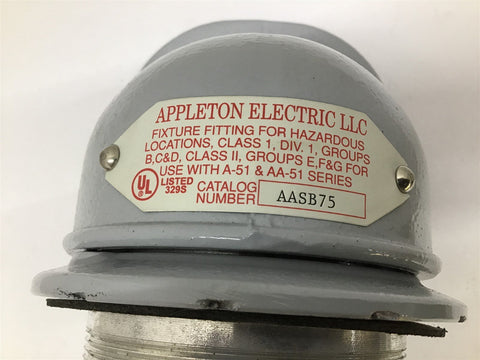 APPLETON ELECTRIC LLC
FIXTURE FITTING FOR HAZARDOUS
LOCATIONS, CLASS 1, DIV. 1, GROUPS
B,C&D, CLASS II, GROUPS E,F&G FOR
USE WITH A-51 & AA-51 SERIES
UL LISTED
329S
CATALOG
NUMBER AASB75